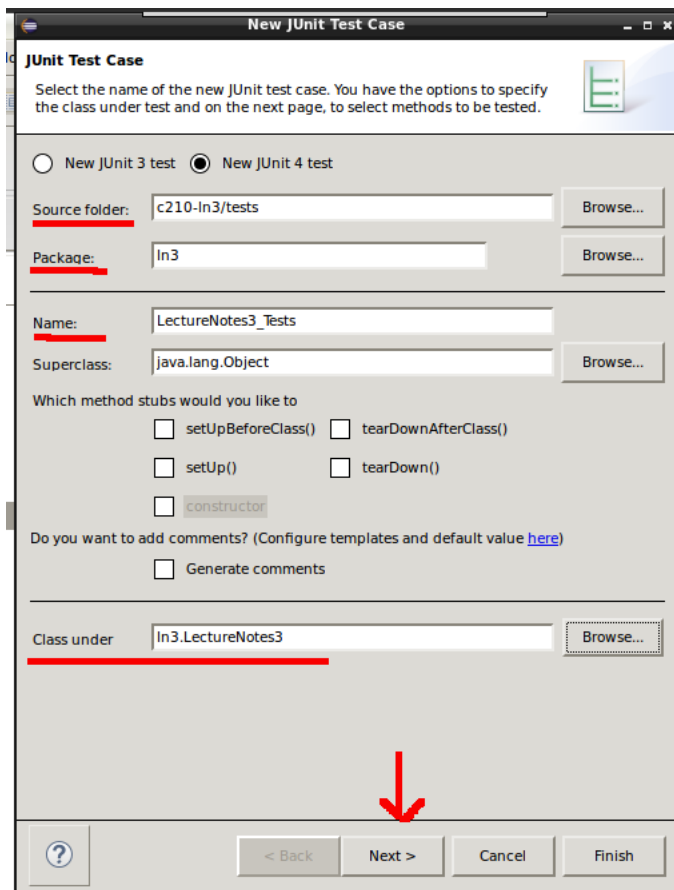 New JUnit Test Case
JUnit Test Case
Select the name of the new JUnit test case. You have the options to specify
the class under test and on the next page, to select methods to be tested.
New JUnit 3 test New JUnit 4 test
Source folder: c210-ln3/tests Browse...
Package: ln3 Browse...
Name: LectureNotes3_Tests
Superclass: java.lang.Object Browse...
Which method stubs would you like to
setUpBeforeClass() tearDownAfterClass()
setUp() tearDown()
constructor
Do you want to add comments? (Configure templates and default value here)
Generate comments
Class under ln3.LectureNotes3 Browse...
? < Back Next > Cancel Finish